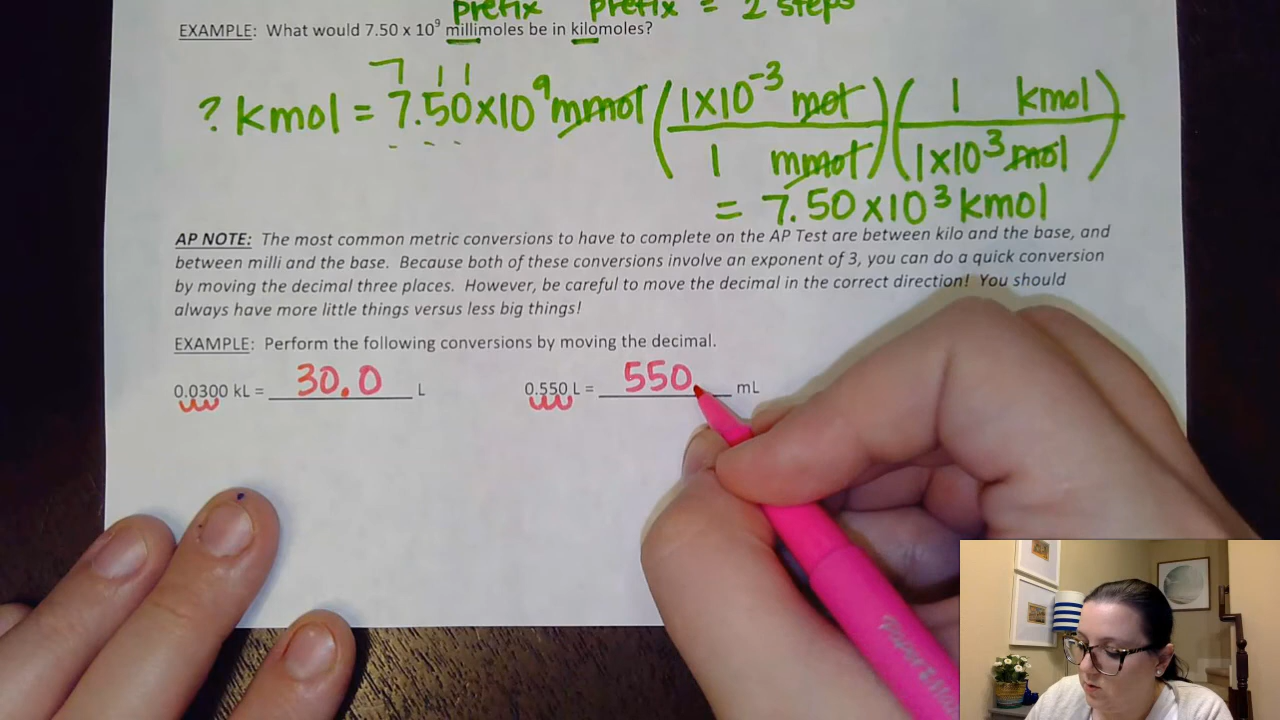 prefix prefix = 2 steps
EXAMPLE: What would 7.50 x 10⁹ millimoles be in kilomoles?
? kmol = 7.50x10⁹ mmol (1x10⁻³ mol / 1 mmol) (1 kmol / 1x10³ mol)
= 7.50x10³ kmol
AP NOTE: The most common metric conversions to have to complete on the AP Test are between kilo and the base, and
between milli and the base. Because both of these conversions involve an exponent of 3, you can do a quick conversion
by moving the decimal three places. However, be careful to move the decimal in the correct direction! You should
always have more little things versus less big things!
EXAMPLE: Perform the following conversions by moving the decimal.
0.0300 kL = 30.0 L 0.550 L = 550. mL